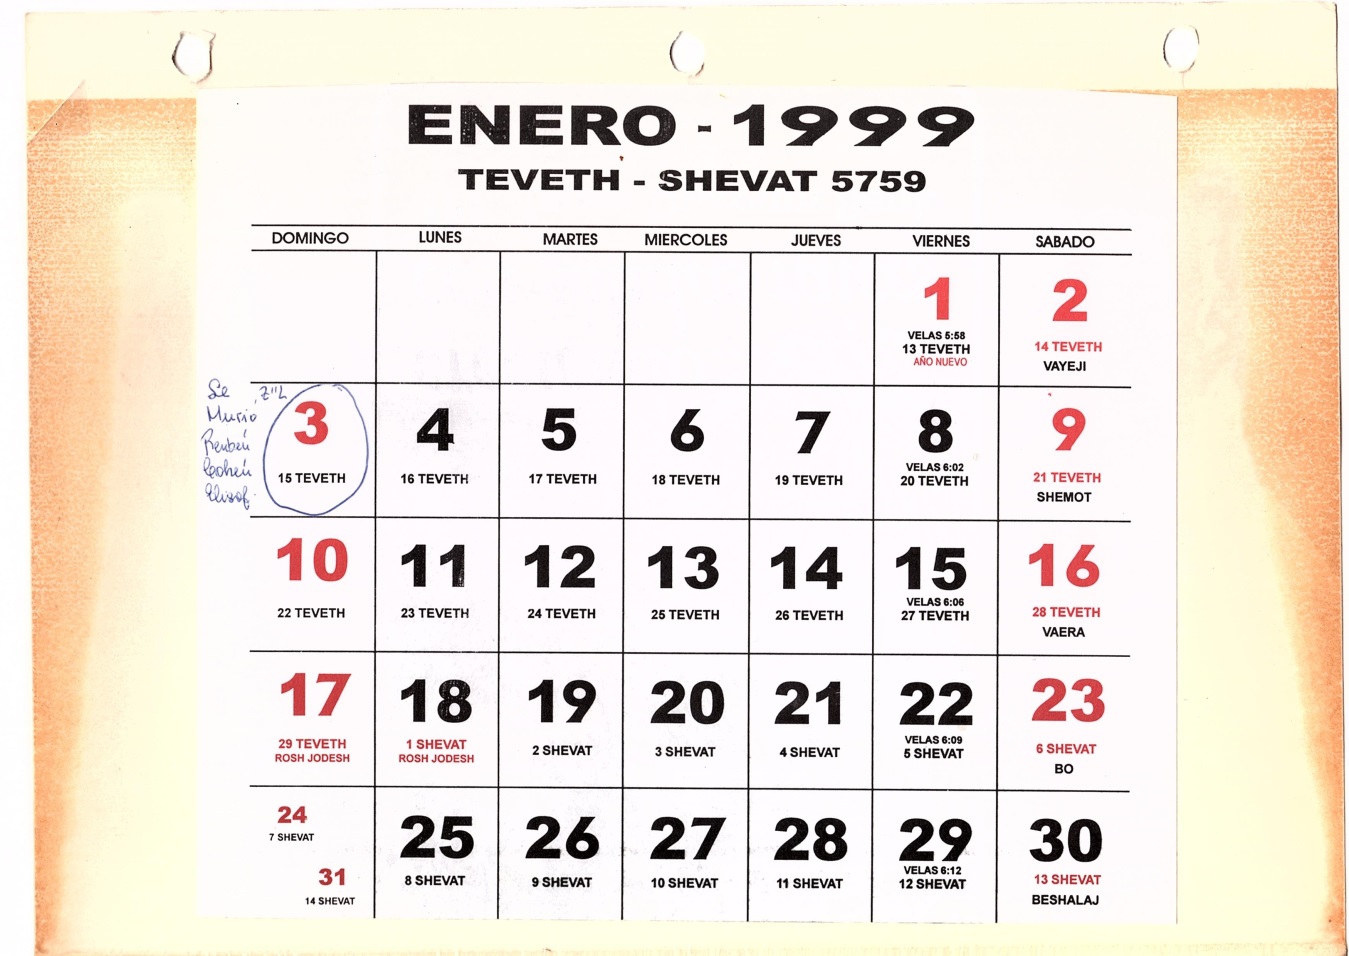 ENERO - 1999
TEVETH - SHEVAT 5759
DOMINGO LUNES MARTES MIERCOLES JUEVES VIERNES SABADO
1 2
VELAS 5:58
13 TEVETH 14 TEVETH
AÑO NUEVO VAYEJI
Se Z"L
Murio
Reubén
Cohén
3 4 5 6 7 8 9
VELAS 6:02
15 TEVETH 16 TEVETH 17 TEVETH 18 TEVETH 19 TEVETH 20 TEVETH 21 TEVETH
SHEMOT
10 11 12 13 14 15 16
VELAS 6:06
22 TEVETH 23 TEVETH 24 TEVETH 25 TEVETH 26 TEVETH 27 TEVETH 28 TEVETH
VAERA
17 18 19 20 21 22 23
VELAS 6:09
29 TEVETH 1 SHEVAT 2 SHEVAT 3 SHEVAT 4 SHEVAT 5 SHEVAT 6 SHEVAT
ROSH JODESH ROSH JODESH BO
24 25 26 27 28 29 30
7 SHEVAT
VELAS 6:12
31 8 SHEVAT 9 SHEVAT 10 SHEVAT 11 SHEVAT 12 SHEVAT 13 SHEVAT
14 SHEVAT BESHALAJ